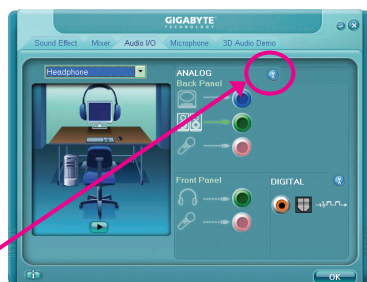 GIGABYTE
TECHNOLOGY
Sound Effect Mixer Audio I/O Microphone 3D Audio Demo
Headphone
ANALOG
Back Panel
Front Panel
DIGITAL
OK